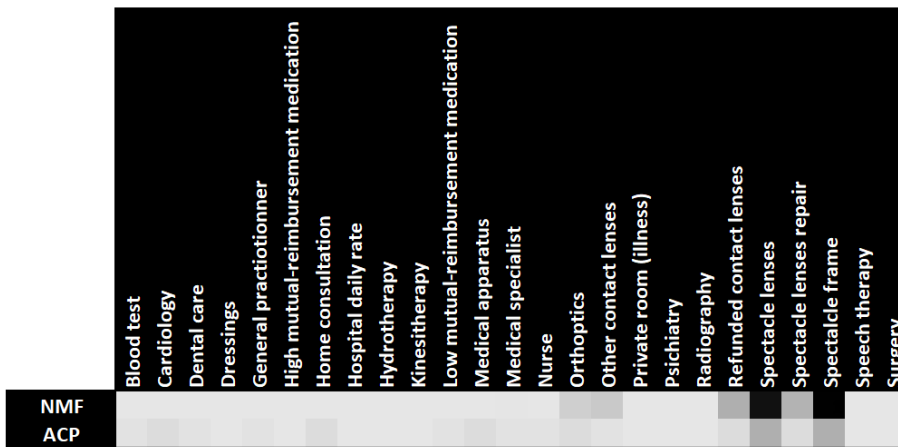 Blood test
Cardiology
Dental care
Dressings
General practiotionner
High mutual-reimbursement medication
Home consultation
Hospital daily rate
Hydrotherapy
Kinesitherapy
Low mutual-reimbursement medication
Medical apparatus
Medical specialist
Nurse
Orthoptics
Other contact lenses
Private room (illness)
Psichiatry
Radiography
Refunded contact lenses
Spectacle lenses
Spectacle lenses repair
Spectalcle frame
Speech therapy
Surgery
NMF
ACP